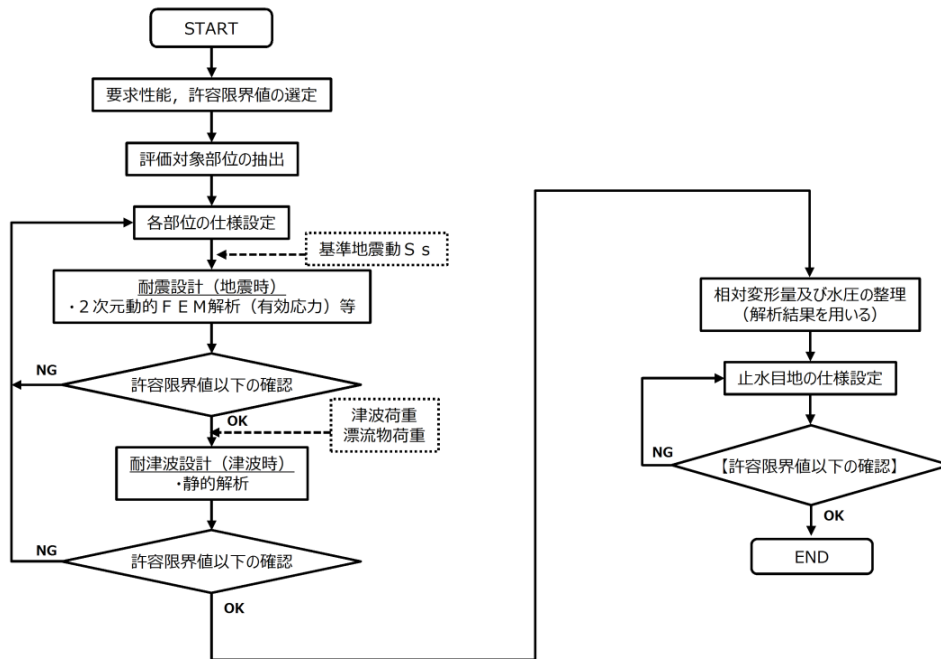 START
要求性能，許容限界値の選定
評価対象部位の抽出
各部位の仕様設定
基準地震動Ｓｓ
耐震設計（地震時）
・２次元動的ＦＥＭ解析（有効応力）等
NG
許容限界値以下の確認
OK
津波荷重
漂流物荷重
耐津波設計（津波時）
・静的解析
NG
許容限界値以下の確認
OK
相対変形量及び水圧の整理
（解析結果を用いる）
止水目地の仕様設定
NG
【許容限界値以下の確認】
OK
END